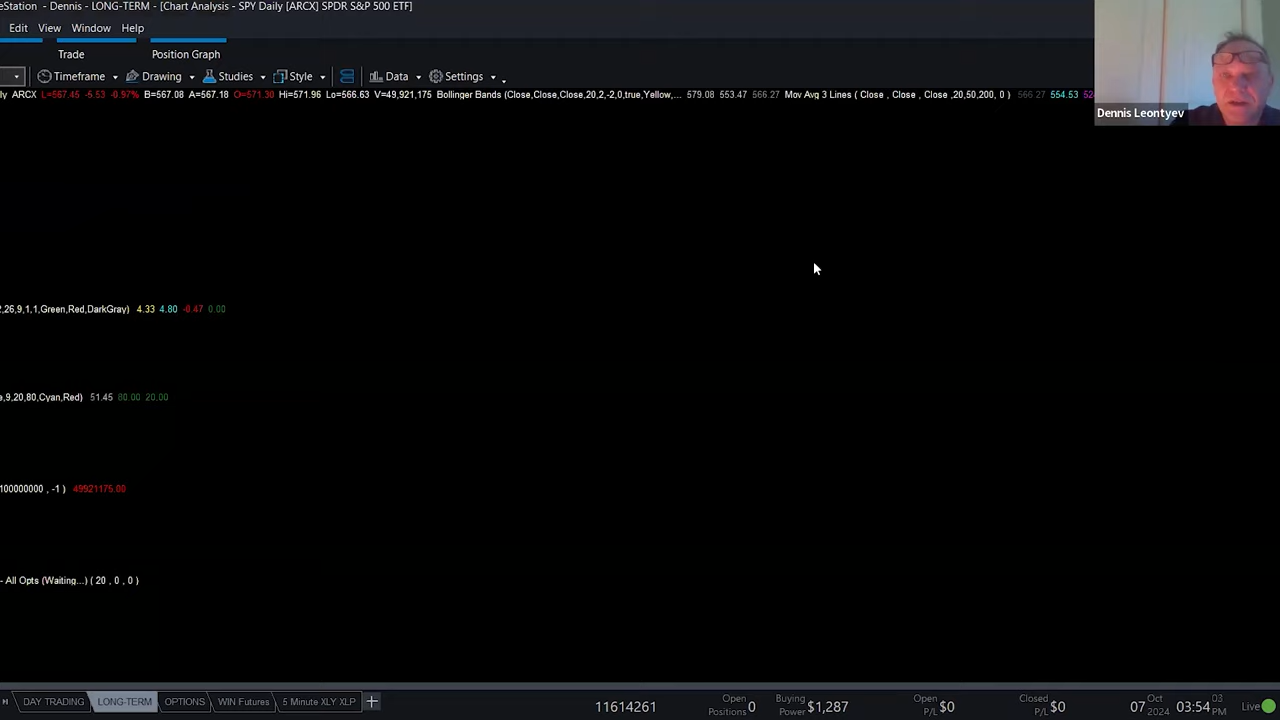 eStation - Dennis - LONG-TERM - [Chart Analysis - SPY Daily [ARCX] SPDR S&P 500 ETF]
Edit View Window Help
Trade Position Graph
Timeframe Drawing Studies Style Data Settings
ly ARCX L=567.45 -5.53 -0.97% B=567.08 A=567.18 O=571.30 Hi=571.96 Lo=566.63 V=49,921,175 Bollinger Bands (Close,Close,Close,20,2,-2,0,true,Yellow,... 579.08 553.47 566.27 Mov Avg 3 Lines ( Close , Close , Close ,20,50,200, 0 ) 566.27 554.53 52
Dennis Leontyev
2,26,9,1,1,Green,Red,DarkGray) 4.33 4.80 -0.47 0.00
e,9,20,80,Cyan,Red) 51.45 80.00 20.00
100000000 , -1 ) 49921175.00
- All Opts (Waiting...) ( 20 , 0 , 0 )
DAY TRADING LONG-TERM OPTIONS WIN Futures 5 Minute XLY XLP + 11614261 Open Positions 0 Buying Power $1,287 Open P/L $0 Closed P/L $0 07 Oct 2024 03:54 03 PM Live